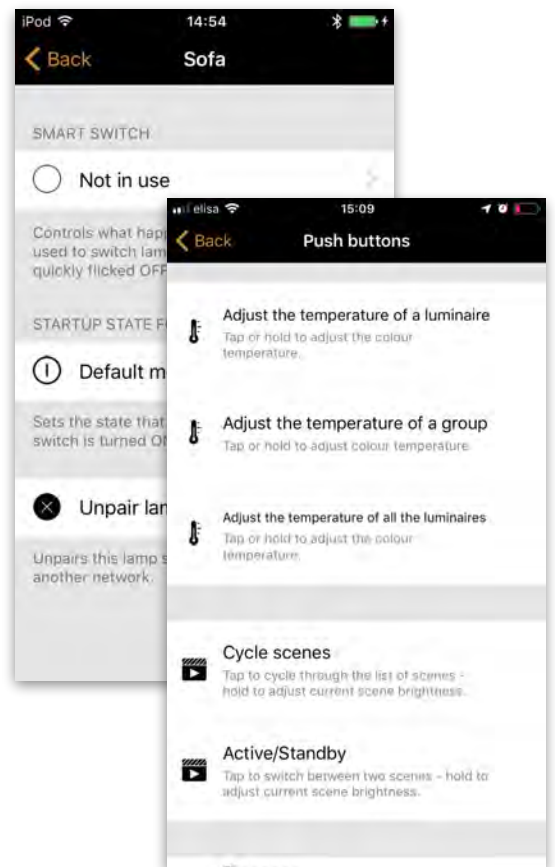 iPod 14:54
Back Sofa
SMART SWITCH
Not in use
Controls what hap
used to switch lam
quickly flicked OFF
STARTUP STATE F
Default m
Sets the state that
switch is turned O
Unpair lar
Unpairs this lamp s
another network.
elisa 15:09
Back Push buttons
Adjust the temperature of a luminaire
Tap or hold to adjust the colour
temperature.
Adjust the temperature of a group
Tap or hold to adjust colour temperature.
Adjust the temperature of all the luminaires
Tap or hold to adjust the colour
temperature.
Cycle scenes
Tap to cycle through the list of scenes -
hold to adjust current scene brightness.
Active/Standby
Tap to switch between two scenes - hold to
adjust current scene brightness.